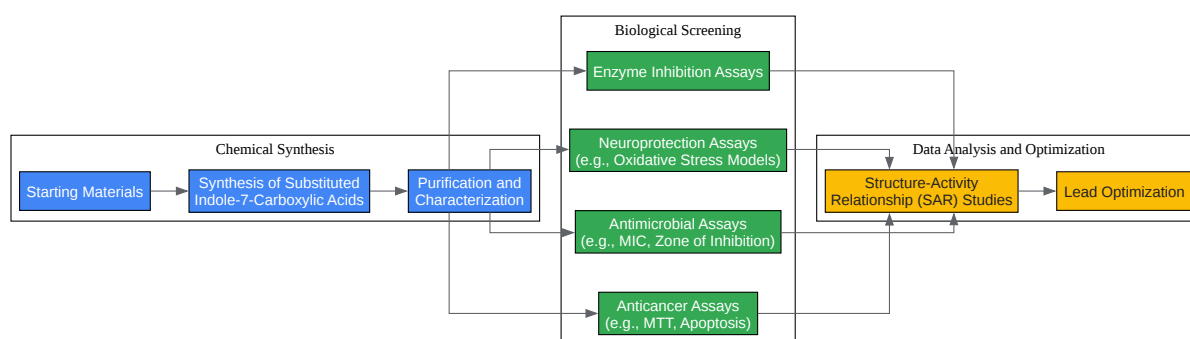 Biological Screening
Enzyme Inhibition Assays
Neuroprotection Assays
(e.g., Oxidative Stress Models)
Antimicrobial Assays
(e.g., MIC, Zone of Inhibition)
Anticancer Assays
(e.g., MTT, Apoptosis)
Chemical Synthesis
Starting Materials
Synthesis of Substituted
Indole-7-Carboxylic Acids
Purification and
Characterization
Data Analysis and Optimization
Structure-Activity
Relationship (SAR) Studies
Lead Optimization